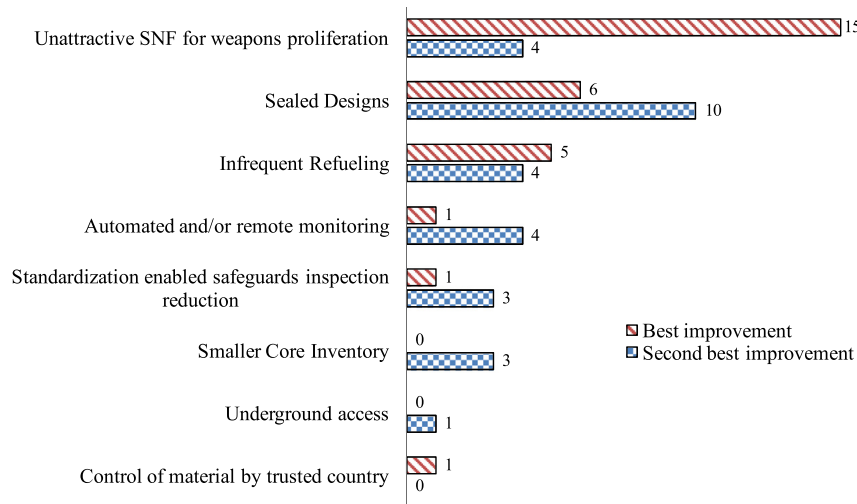 Unattractive SNF for weapons proliferation
15
4
Sealed Designs
6
10
Infrequent Refueling
5
4
Automated and/or remote monitoring
1
4
Standardization enabled safeguards inspection
reduction
1
3
Smaller Core Inventory
0
3
Best improvement
Second best improvement
Underground access
0
1
Control of material by trusted country
1
0